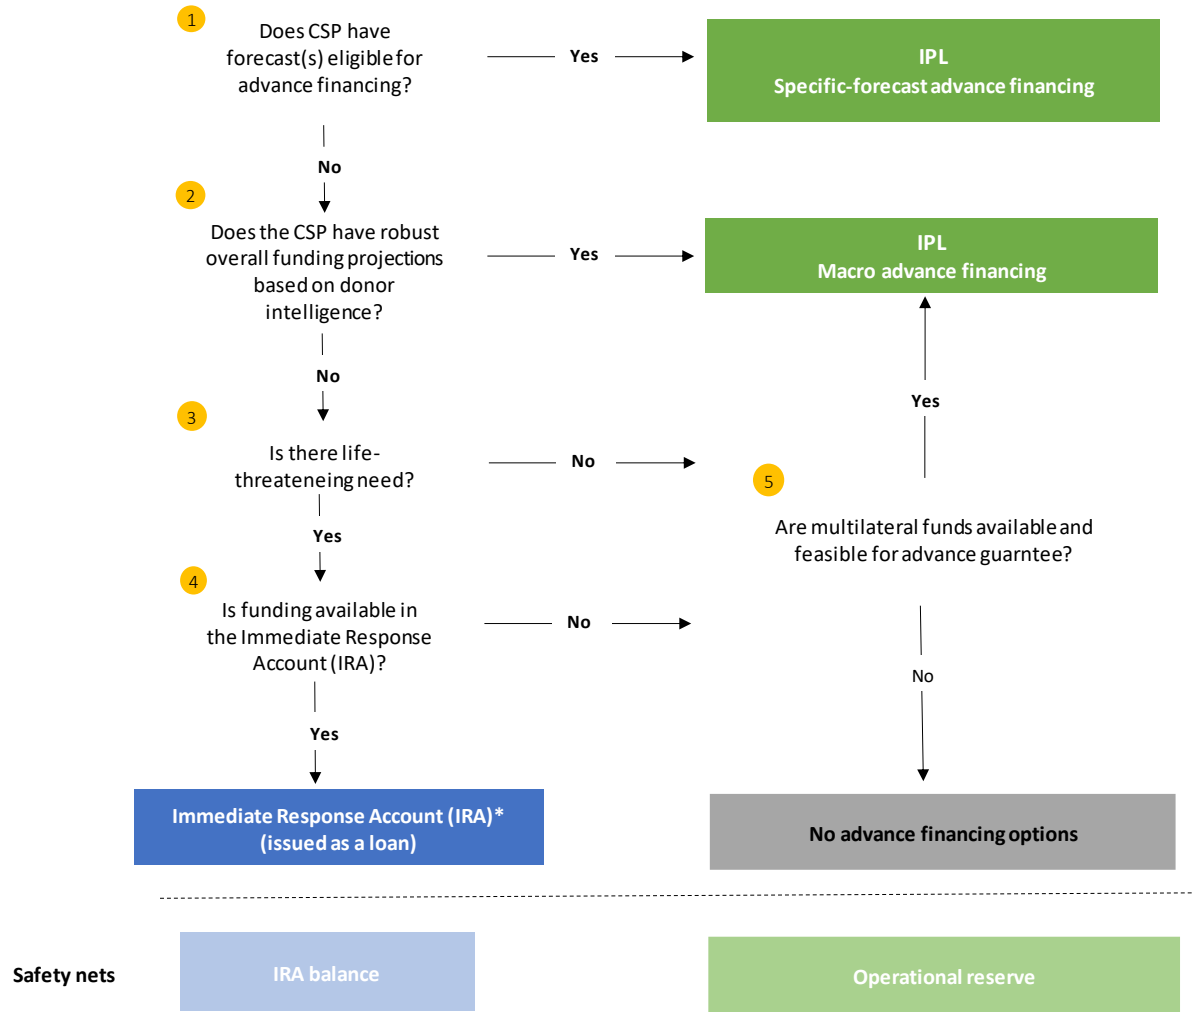 1
Does CSP have
forecast(s) eligible for
advance financing?
Yes
IPL
Specific-forecast advance financing
No
2
Does the CSP have robust
overall funding projections
based on donor
intelligence?
Yes
IPL
Macro advance financing
No
3
Is there life-
threateneing need?
No
Yes
5
Are multilateral funds available and
feasible for advance guarntee?
Yes
4
Is funding available in
the Immediate Response
Account (IRA)?
No
No
Yes
Immediate Response Account (IRA)*
(issued as a loan)
No advance financing options
Safety nets
IRA balance
Operational reserve